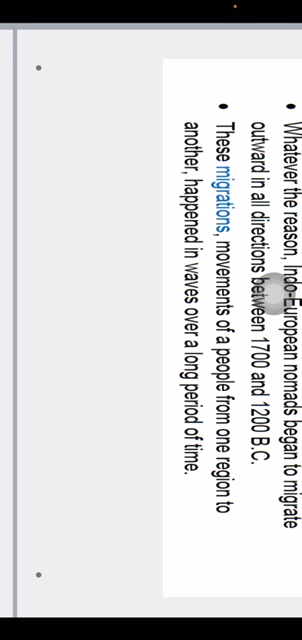 • Whatever the reason, Indo-European nomads began to migrate
outward in all directions between 1700 and 1200 B.C.
• These migrations, movements of a people from one region to
another, happened in waves over a long period of time.